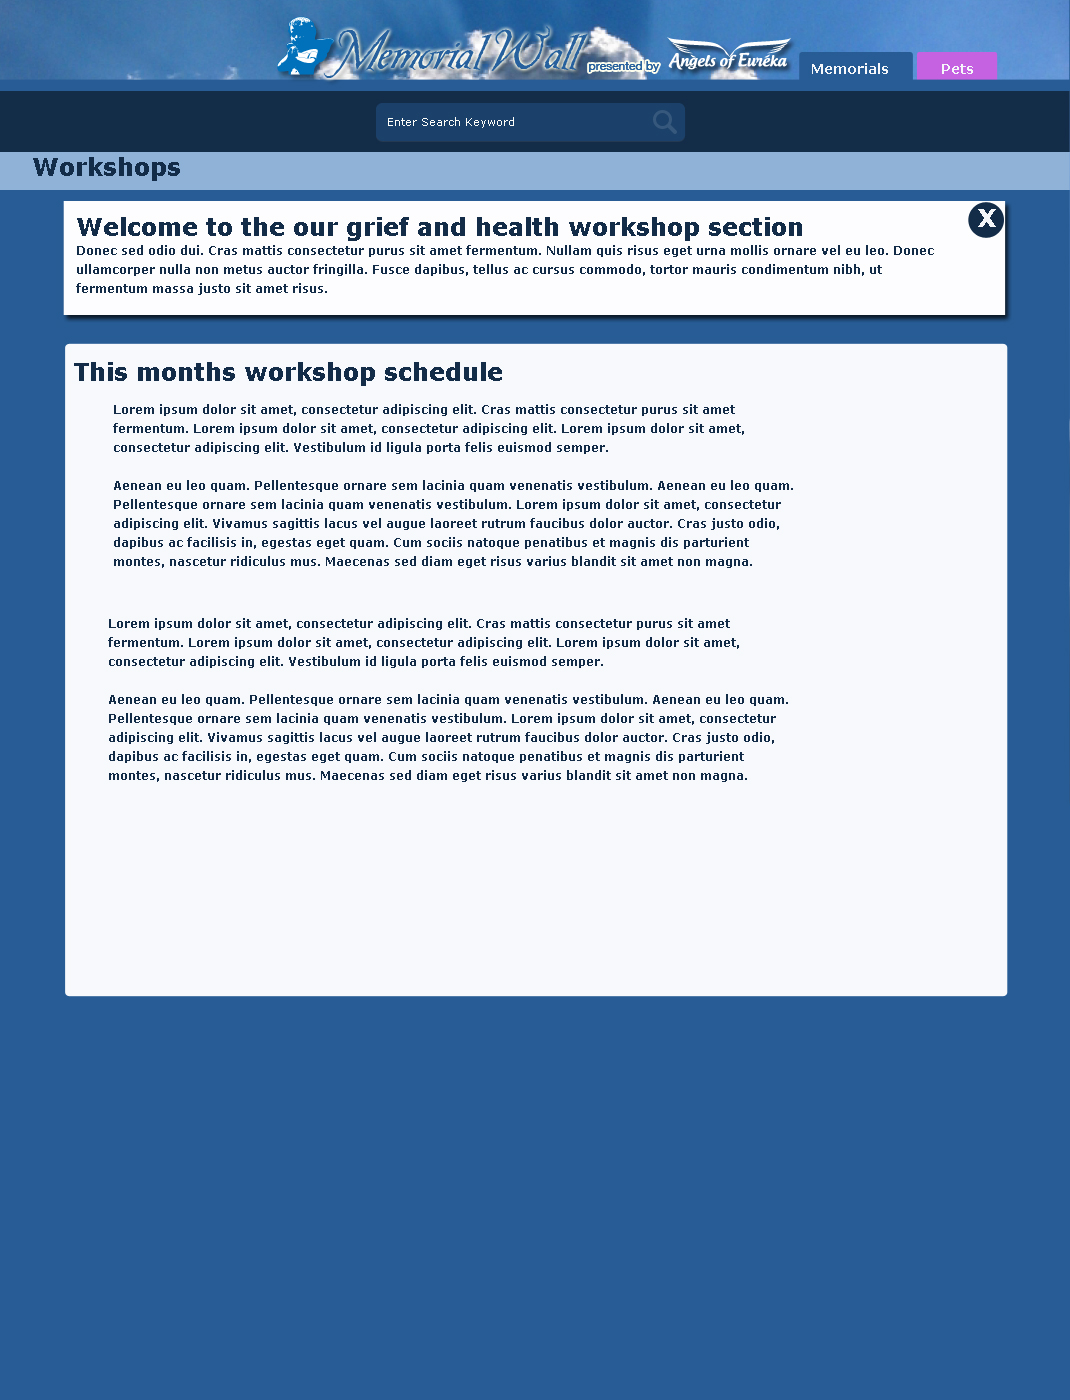 Memorial Wall presented by Angels of Euréka
Memorials
Pets
Enter Search Keyword
Workshops
X
Welcome to the our grief and health workshop section
Donec sed odio dui. Cras mattis consectetur purus sit amet fermentum. Nullam quis risus eget urna mollis ornare vel eu leo. Donec
ullamcorper nulla non metus auctor fringilla. Fusce dapibus, tellus ac cursus commodo, tortor mauris condimentum nibh, ut
fermentum massa justo sit amet risus.
This months workshop schedule
Lorem ipsum dolor sit amet, consectetur adipiscing elit. Cras mattis consectetur purus sit amet
fermentum. Lorem ipsum dolor sit amet, consectetur adipiscing elit. Lorem ipsum dolor sit amet,
consectetur adipiscing elit. Vestibulum id ligula porta felis euismod semper.
Aenean eu leo quam. Pellentesque ornare sem lacinia quam venenatis vestibulum. Aenean eu leo quam.
Pellentesque ornare sem lacinia quam venenatis vestibulum. Lorem ipsum dolor sit amet, consectetur
adipiscing elit. Vivamus sagittis lacus vel augue laoreet rutrum faucibus dolor auctor. Cras justo odio,
dapibus ac facilisis in, egestas eget quam. Cum sociis natoque penatibus et magnis dis parturient
montes, nascetur ridiculus mus. Maecenas sed diam eget risus varius blandit sit amet non magna.
Lorem ipsum dolor sit amet, consectetur adipiscing elit. Cras mattis consectetur purus sit amet
fermentum. Lorem ipsum dolor sit amet, consectetur adipiscing elit. Lorem ipsum dolor sit amet,
consectetur adipiscing elit. Vestibulum id ligula porta felis euismod semper.
Aenean eu leo quam. Pellentesque ornare sem lacinia quam venenatis vestibulum. Aenean eu leo quam.
Pellentesque ornare sem lacinia quam venenatis vestibulum. Lorem ipsum dolor sit amet, consectetur
adipiscing elit. Vivamus sagittis lacus vel augue laoreet rutrum faucibus dolor auctor. Cras justo odio,
dapibus ac facilisis in, egestas eget quam. Cum sociis natoque penatibus et magnis dis parturient
montes, nascetur ridiculus mus. Maecenas sed diam eget risus varius blandit sit amet non magna.